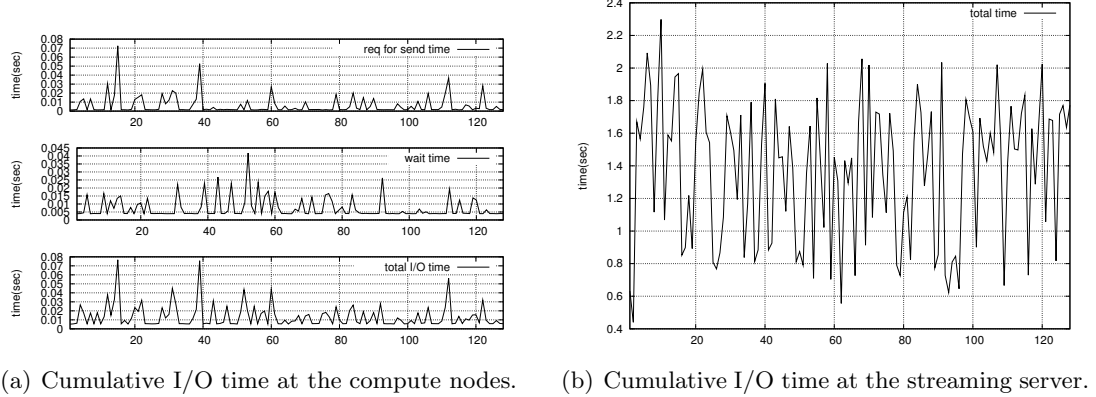 req for send time
time(sec)
0.08
0.07
0.06
0.05
0.04
0.03
0.02
0.01
0
20 40 60 80 100 120
wait time
time(sec)
0.045
0.04
0.035
0.03
0.025
0.02
0.015
0.01
0.005
0
20 40 60 80 100 120
total I/O time
time(sec)
0.08
0.07
0.06
0.05
0.04
0.03
0.02
0.01
0
20 40 60 80 100 120
(a) Cumulative I/O time at the compute nodes.
total time
time(sec)
2.4
2.2
2
1.8
1.6
1.4
1.2
1
0.8
0.6
0.4
20 40 60 80 100 120
(b) Cumulative I/O time at the streaming server.